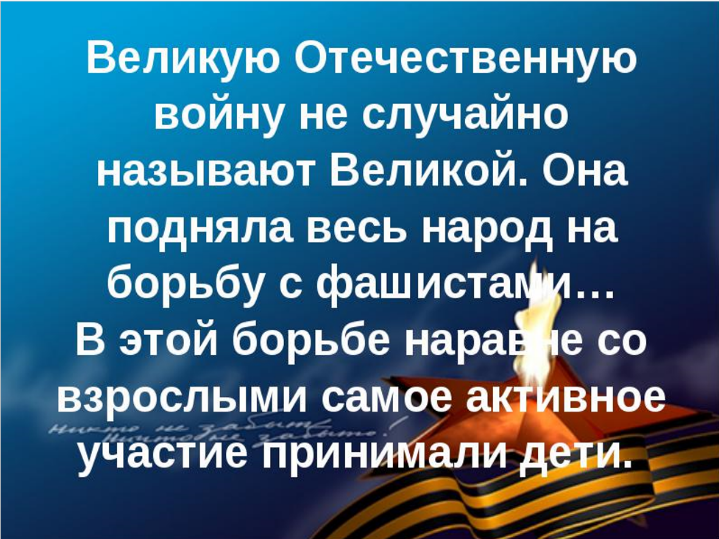 Великую Отечественную
войну не случайно
называют Великой. Она
подняла весь народ на
борьбу с фашистами…
В этой борьбе наравне со
взрослыми самое активное
никто не забыт
ничто не забыто!
участие принимали дети.